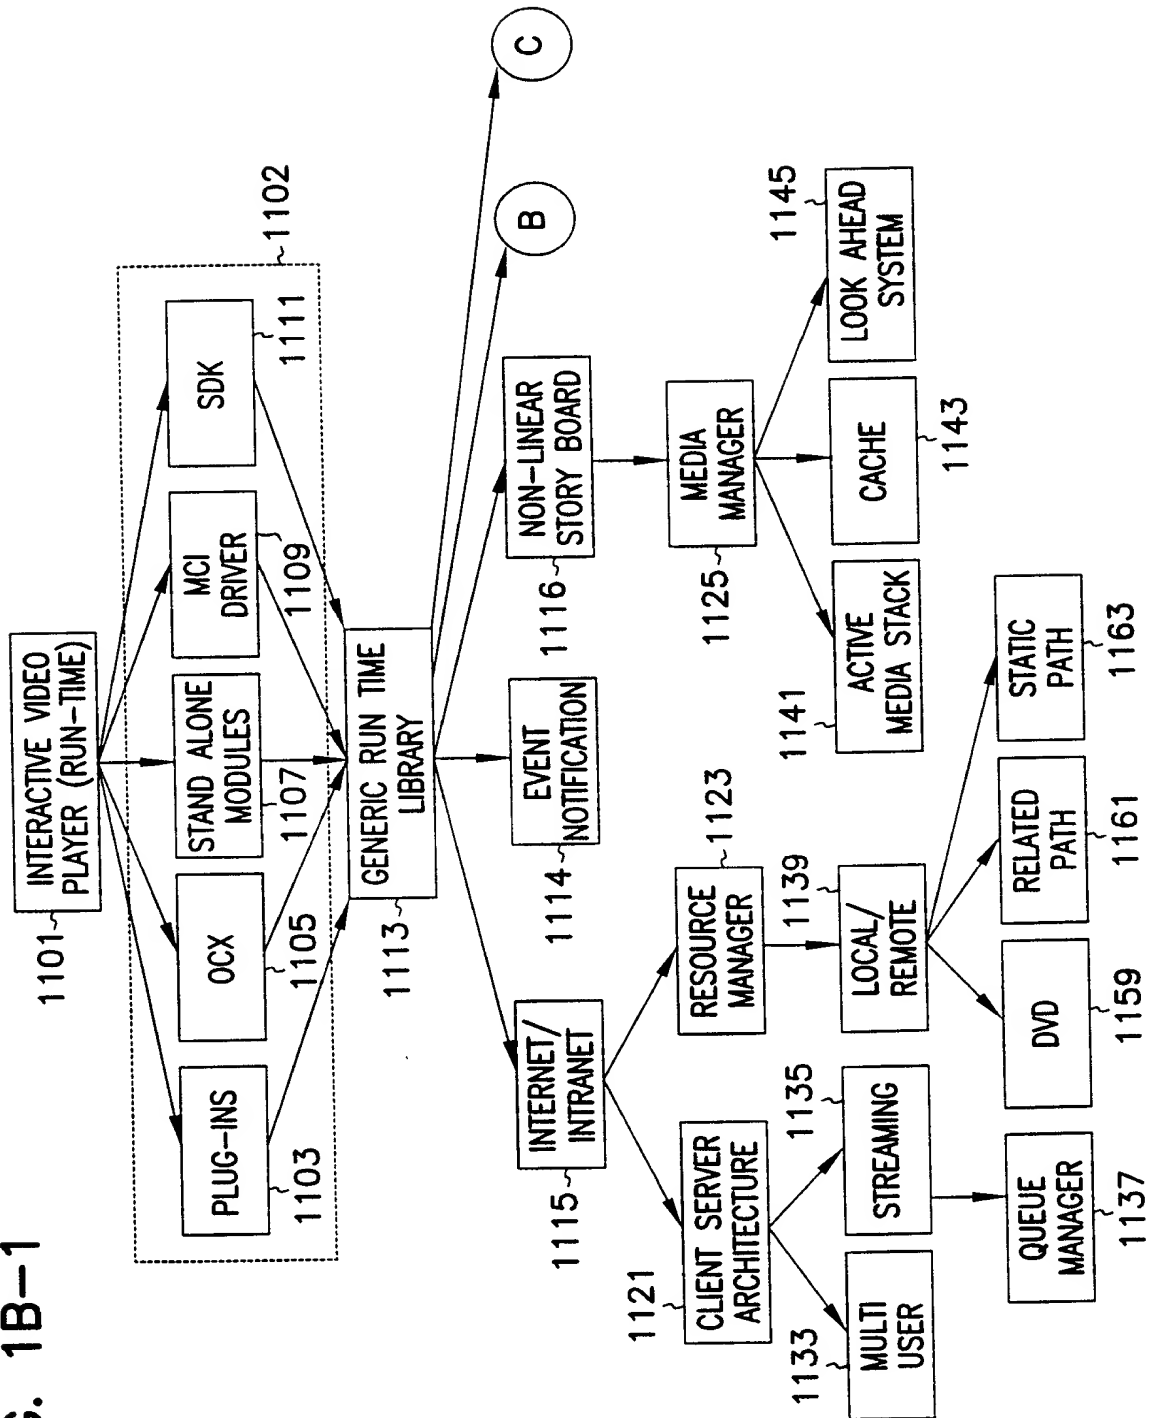 G. 1B–1
INTERACTIVE VIDEO
PLAYER (RUN–TIME)
1101
1102
PLUG–INS
1103
OCX
1105
STAND ALONE
MODULES
1107
MCI
DRIVER
1109
SDK
1111
GENERIC RUN TIME
LIBRARY
1113
INTERNET/
INTRANET
1115
EVENT
NOTIFICATION
1114
NON–LINEAR
STORY BOARD
1116
B
C
CLIENT SERVER
ARCHITECTURE
1121
RESOURCE
MANAGER
1123
MEDIA
MANAGER
1125
MULTI
USER
1133
STREAMING
1135
LOCAL/
REMOTE
1139
ACTIVE
MEDIA STACK
1141
CACHE
1143
LOOK AHEAD
SYSTEM
1145
QUEUE
MANAGER
1137
DVD
1159
RELATED
PATH
1161
STATIC
PATH
1163